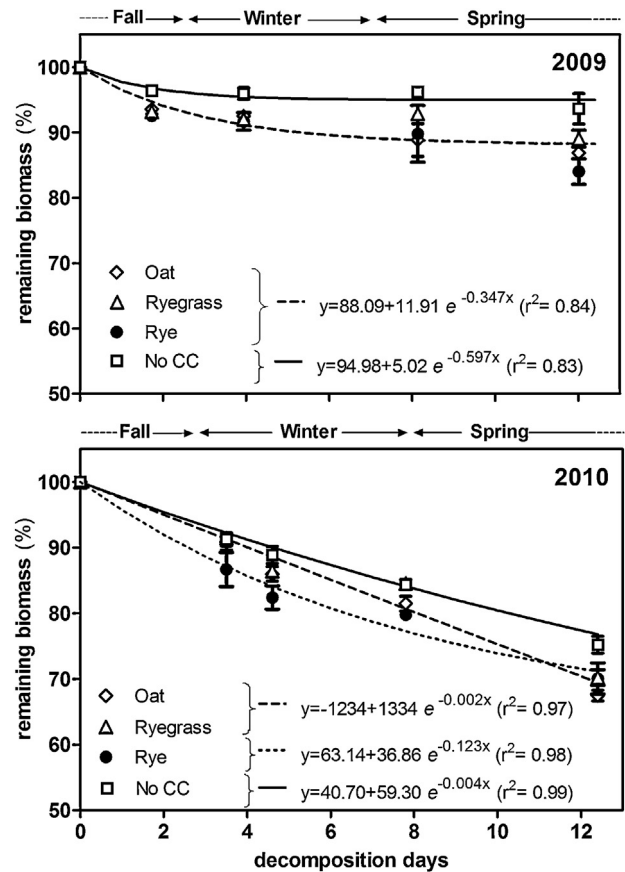 Fall Winter Spring
2009
remaining biomass (%)
100
90
80
70
60
50
Oat
Ryegrass
Rye
No CC
y=88.09+11.91 e -0.347x (r2= 0.84)
y=94.98+5.02 e -0.597x (r2= 0.83)
Fall Winter Spring
2010
remaining biomass (%)
100
90
80
70
60
50
Oat
Ryegrass
Rye
No CC
y=-1234+1334 e -0.002x (r2= 0.97)
y=63.14+36.86 e -0.123x (r2= 0.98)
y=40.70+59.30 e -0.004x (r2= 0.99)
0 2 4 6 8 10 12
decomposition days